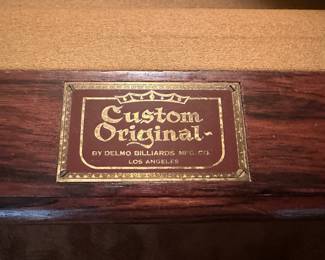 Custom
Original-
BY DELMO BILLIARDS MFG. CO.
LOS ANGELES